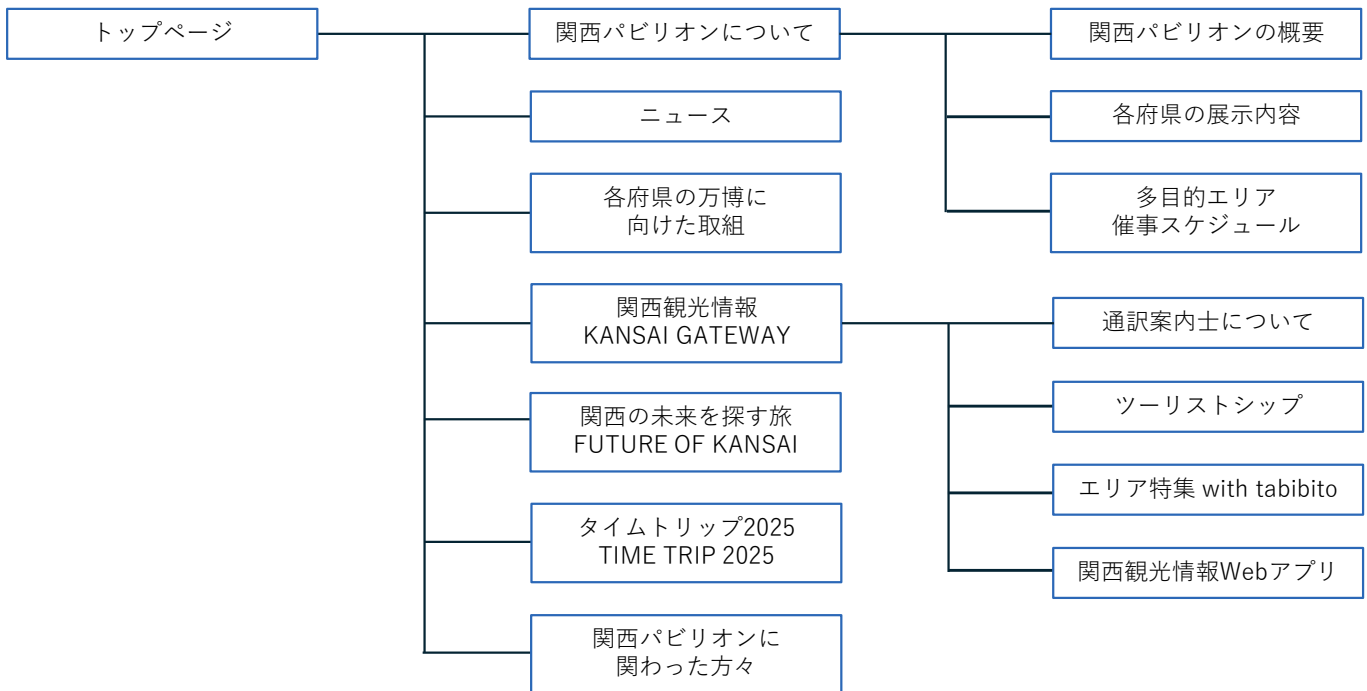 トップページ
関西パビリオンについて
関西パビリオンの概要
ニュース
各府県の展示内容
各府県の万博に
向けた取組
多目的エリア
催事スケジュール
関西観光情報
KANSAI GATEWAY
通訳案内士について
関西の未来を探す旅
FUTURE OF KANSAI
ツーリストシップ
エリア特集 with tabibito
タイムトリップ2025
TIME TRIP 2025
関西観光情報Webアプリ
関西パビリオンに
関わった方々